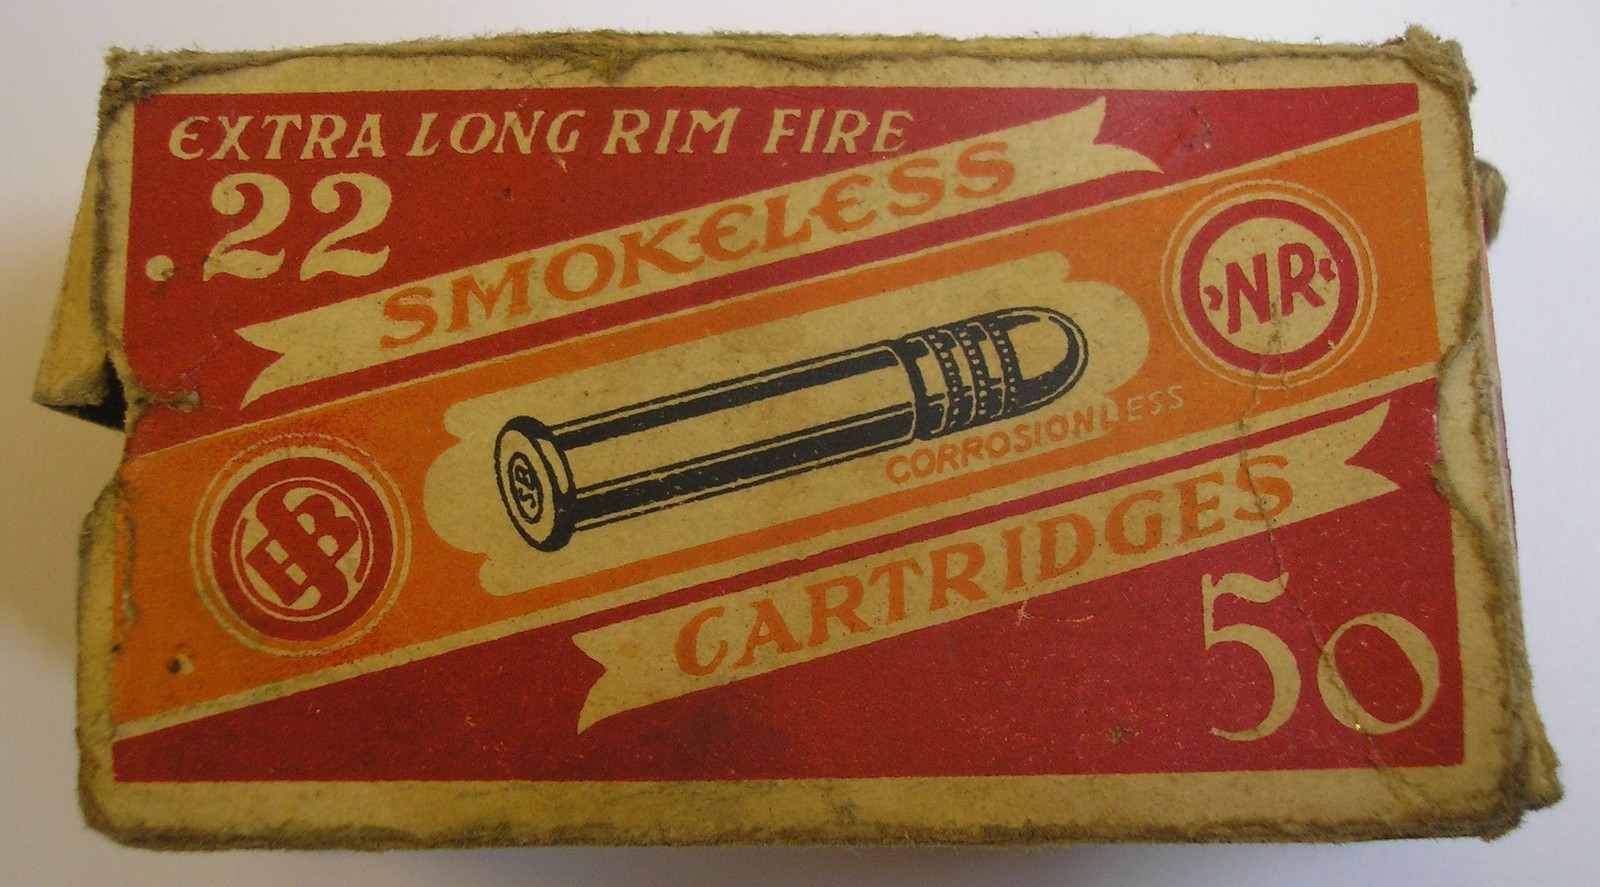 EXTRA LONG RIM FIRE
.22
SMOKELESS
NR
CORROSIONLESS
CARTRIDGES
50